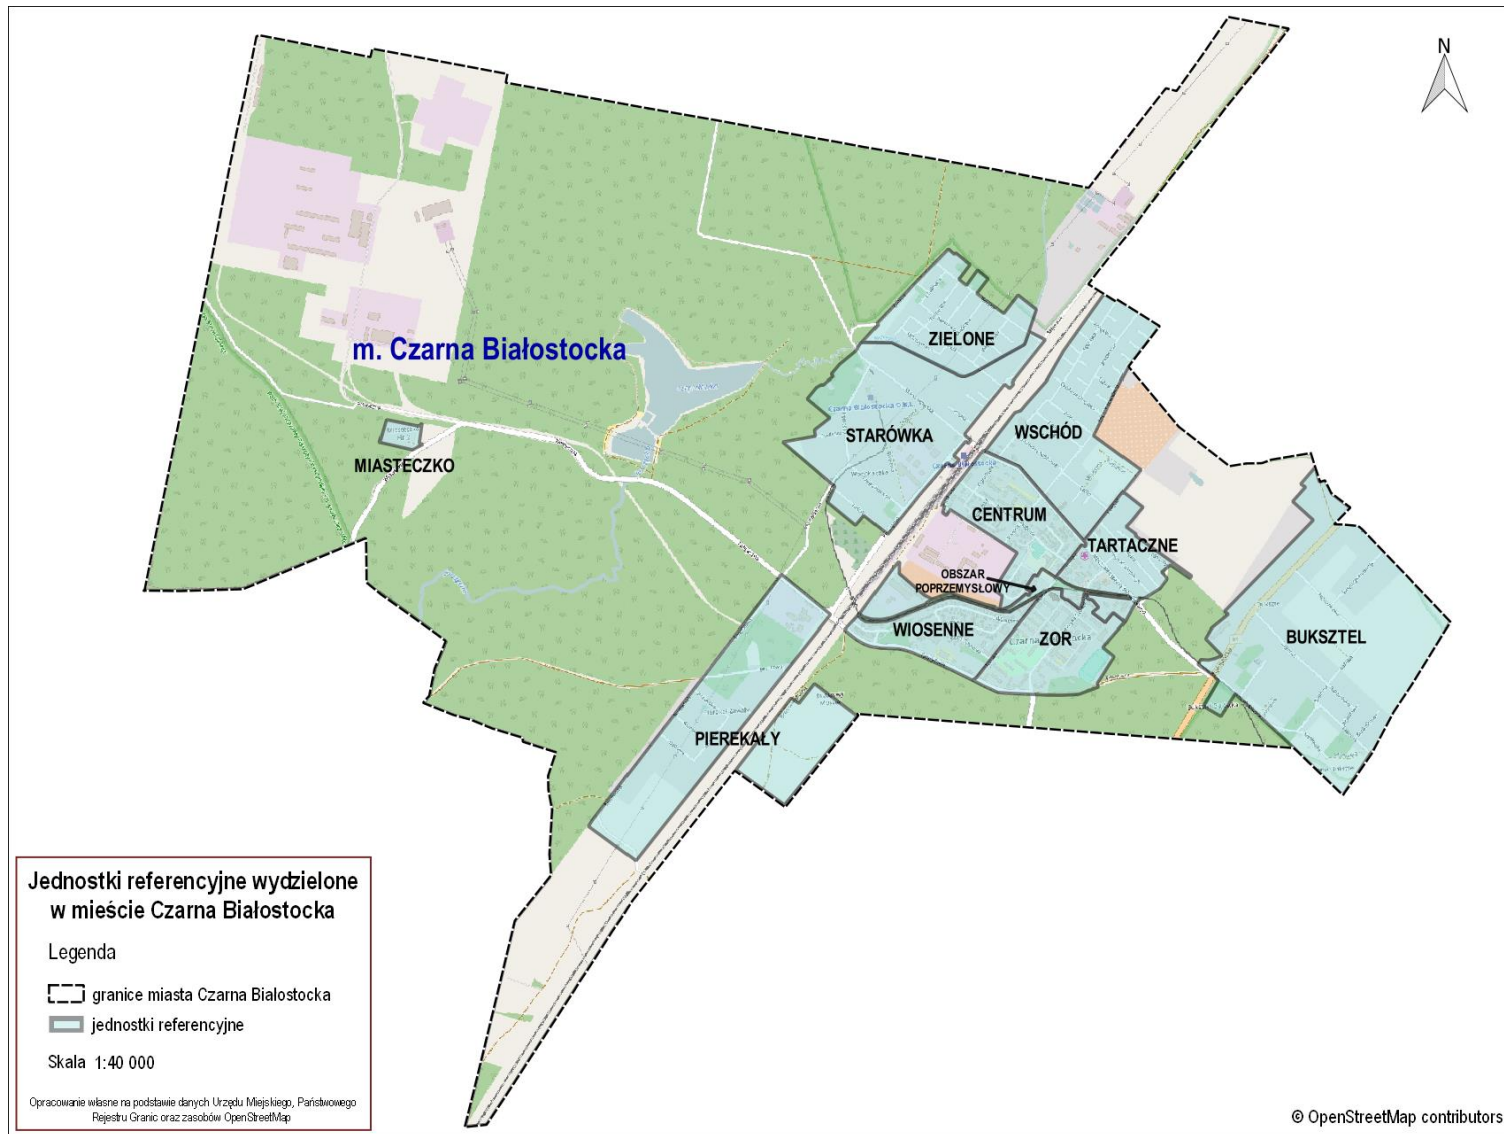 N
m. Czarna Białostocka
ZIELONE
STARÓWKA
WSCHÓD
MIASTECZKO
CENTRUM
TARTACZNE
OBSZAR
POPRZEMYSŁOWY
WIOSENNE
ZOR
BUKSZTEL
PIEREKAŁY
Jednostki referencyjne wydzielone
w mieście Czarna Białostocka
Legenda
granice miasta Czarna Białostocka
jednostki referencyjne
Skala 1:40 000
Opracowanie własne na podstawie danych Urzędu Miejskiego, Państwowego
Rejestru Granic oraz zasobów OpenStreetMap
© OpenStreetMap contributors